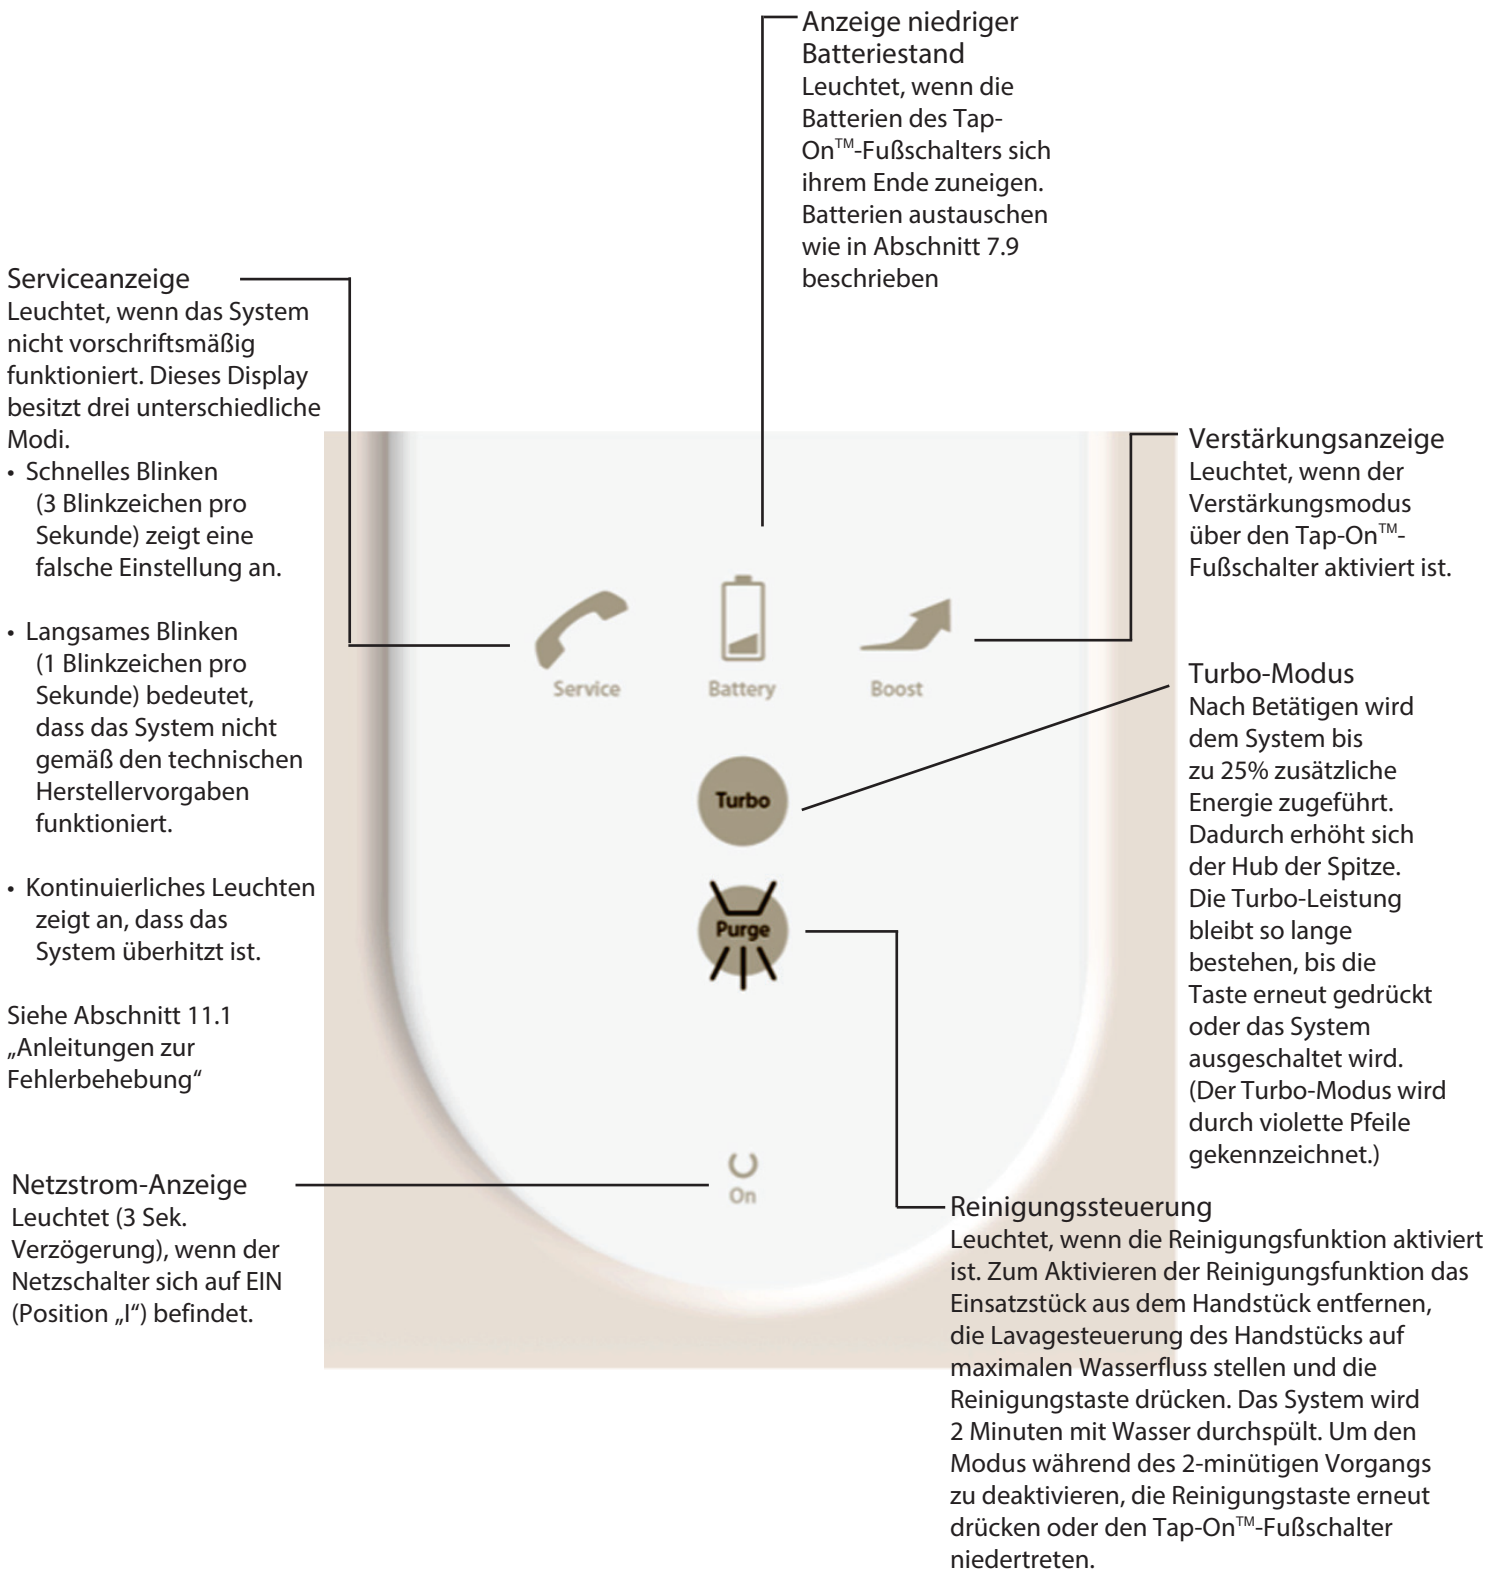 Anzeige niedriger
Batteriestand
Leuchtet, wenn die
Batterien des Tap-
On™-Fußschalters sich
ihrem Ende zuneigen.
Batterien austauschen
wie in Abschnitt 7.9
beschrieben
Serviceanzeige
Leuchtet, wenn das System
nicht vorschriftsmäßig
funktioniert. Dieses Display
besitzt drei unterschiedliche
Modi.
• Schnelles Blinken
(3 Blinkzeichen pro
Sekunde) zeigt eine
falsche Einstellung an.
• Langsames Blinken
(1 Blinkzeichen pro
Sekunde) bedeutet,
dass das System nicht
gemäß den technischen
Herstellervorgaben
funktioniert.
• Kontinuierliches Leuchten
zeigt an, dass das
System überhitzt ist.
Siehe Abschnitt 11.1
„Anleitungen zur
Fehlerbehebung“
Netzstrom-Anzeige
Leuchtet (3 Sek.
Verzögerung), wenn der
Netzschalter sich auf EIN
(Position „I“) befindet.
Service
Battery
Boost
Turbo
Purge
On
Verstärkungsanzeige
Leuchtet, wenn der
Verstärkungsmodus
über den Tap-On™-
Fußschalter aktiviert ist.
Turbo-Modus
Nach Betätigen wird
dem System bis
zu 25% zusätzliche
Energie zugeführt.
Dadurch erhöht sich
der Hub der Spitze.
Die Turbo-Leistung
bleibt so lange
bestehen, bis die
Taste erneut gedrückt
oder das System
ausgeschaltet wird.
(Der Turbo-Modus wird
durch violette Pfeile
gekennzeichnet.)
Reinigungssteuerung
Leuchtet, wenn die Reinigungsfunktion aktiviert
ist. Zum Aktivieren der Reinigungsfunktion das
Einsatzstück aus dem Handstück entfernen,
die Lavagesteuerung des Handstücks auf
maximalen Wasserfluss stellen und die
Reinigungstaste drücken. Das System wird
2 Minuten mit Wasser durchspült. Um den
Modus während des 2-minütigen Vorgangs
zu deaktivieren, die Reinigungstaste erneut
drücken oder den Tap-On™-Fußschalter
niedertreten.